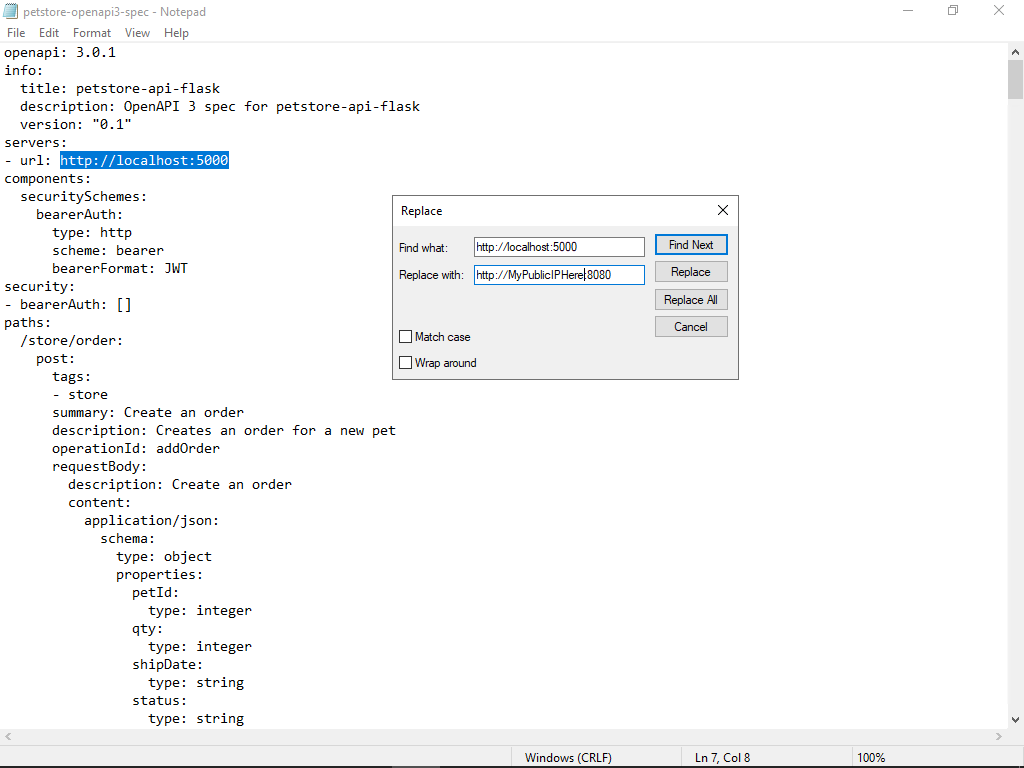 petstore-openapi3-spec - Notepad
File Edit Format View Help
openapi: 3.0.1
info:
  title: petstore-api-flask
  description: OpenAPI 3 spec for petstore-api-flask
  version: "0.1"
servers:
- url: http://localhost:5000
components:
  securitySchemes:
    bearerAuth:
      type: http
      scheme: bearer
      bearerFormat: JWT
security:
- bearerAuth: []
paths:
  /store/order:
    post:
      tags:
      - store
      summary: Create an order
      description: Creates an order for a new pet
      operationId: addOrder
      requestBody:
        description: Create an order
        content:
          application/json:
            schema:
              type: object
              properties:
                petId:
                  type: integer
                qty:
                  type: integer
                shipDate:
                  type: string
                status:
                  type: string
Replace
Find what: http://localhost:5000 Find Next
Replace with: http://MyPublicIPHere:8080 Replace
Replace All
Cancel
Match case
Wrap around
Windows (CRLF) Ln 7, Col 8 100%